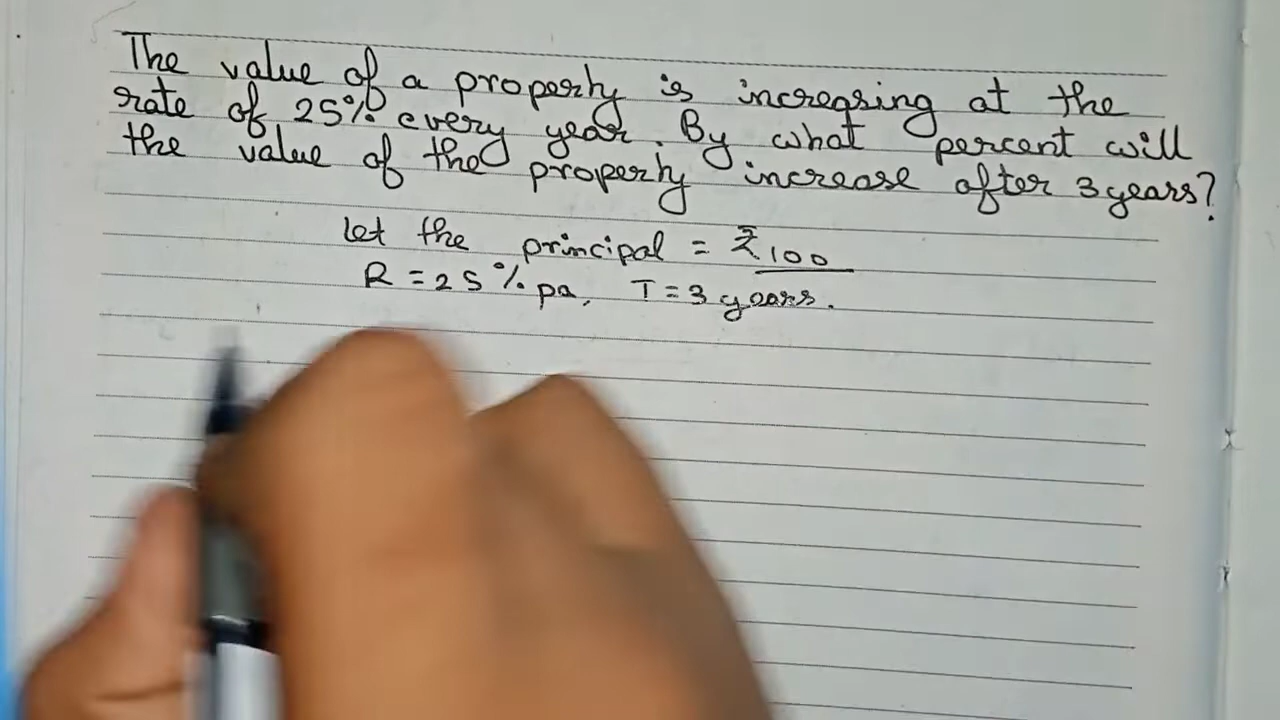 The value of a property is increasing at the
rate of 25% every year. By what percent will
the value of the property increase after 3 years?
Let the principal = ₹100
R = 25% pa, T = 3 years.